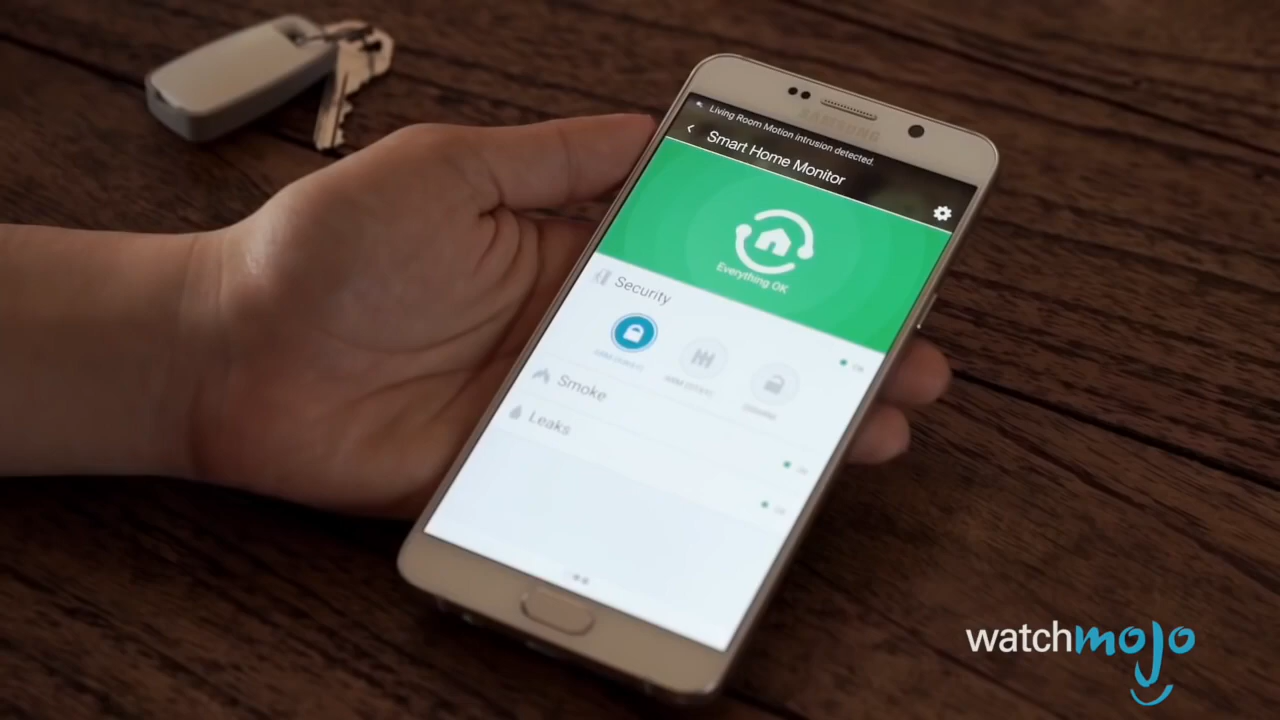 SAMSUNG
Living Room Motion intrusion detected.
Smart Home Monitor
Everything OK
Security
Smoke
Leaks
watchmojo